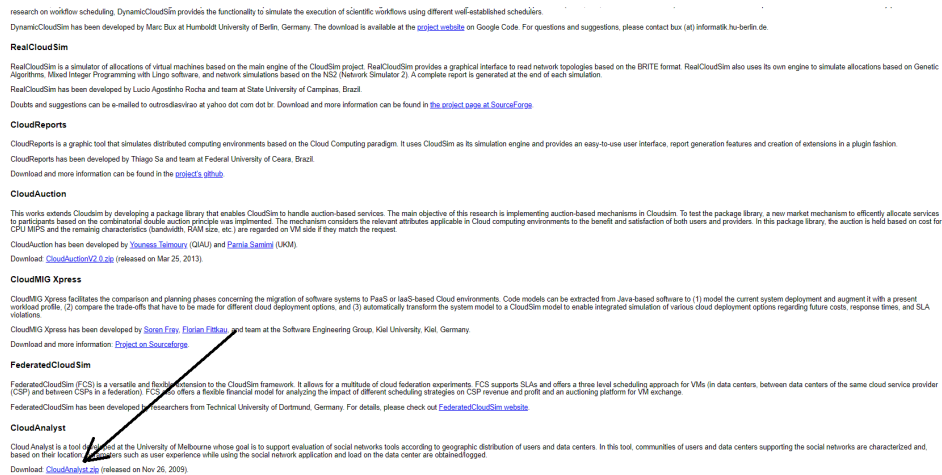 research on workflow scheduling, DynamicCloudSim provides the functionality to simulate the execution of scientific workflows using different well-established schedulers.
DynamicCloudSim has been developed by Marc Bux at Humboldt University of Berlin, Germany. The download is available at the project website on Google Code. For questions and suggestions, please contact bux (at) informatik.hu-berlin.de.
RealCloudSim
RealCloudSim is a simulator of allocations of virtual machines based on the main engine of the CloudSim project. RealCloudSim provides a graphical interface to read network topologies based on the BRITE format. RealCloudSim also uses its own engine to simulate allocations based on Genetic
Algorithms, Mixed Integer Programming with Lingo software, and network simulations based on the NS2 (Network Simulator 2). A complete report is generated at the end of each simulation.
RealCloudSim has been developed by Lucio Agostinho Rocha and team at State University of Campinas, Brazil.
Doubts and suggestions can be e-mailed to outrosdiasvirao at yahoo dot com dot br. Download and more information can be found in the project page at SourceForge.
CloudReports
CloudReports is a graphic tool that simulates distributed computing environments based on the Cloud Computing paradigm. It uses CloudSim as its simulation engine and provides an easy-to-use user interface, report generation features and creation of extensions in a plugin fashion.
CloudReports has been developed by Thiago Sa and team at Federal University of Ceara, Brazil.
Download and more information can be found in the project's github.
CloudAuction
This works extends Cloudsim by developing a package library that enables CloudSim to handle auction-based services. The main objective of this research is implementing auction-based mechanisms in Cloudsim. To test the package library, a new market mechanism to efficently allocate services
to participants based on the combinatorial double auction principle was implmented. The mechanism considers the relevant attributes applicable in Cloud computing environments to the benefit and satisfaction of both users and providers. In this package library, the auction is held based on cost for
CPU MIPS and the remainig characteristics (bandwidth, RAM size, etc.) are regarded on VM side if they match the request.
CloudAuction has been developed by Youness Teimoury (QIAU) and Parnia Samimi (UKM).
Download: CloudAuctionV2.0.zip (released on Mar 25, 2013).
CloudMIG Xpress
CloudMIG Xpress facilitates the comparison and planning phases concerning the migration of software systems to PaaS or IaaS-based Cloud environments. Code models can be extracted from Java-based software to (1) model the current system deployment and augment it with a present
workload profile, (2) compare the trade-offs that have to be made for different cloud deployment options, and (3) automatically transform the system model to a CloudSim model to enable integrated simulation of various cloud deployment options regarding future costs, response times, and SLA
violations.
CloudMIG Xpress has been developed by Soren Frey, Florian Fittkau, and team at the Software Engineering Group, Kiel University, Kiel, Germany.
Download and more information: Project on Sourceforge.
FederatedCloudSim
FederatedCloudSim (FCS) is a versatile and flexible extension to the CloudSim framework. It allows for a multitude of cloud federation experiments. FCS supports SLAs and offers a three level scheduling approach for VMs (in data centers, between data centers of the same cloud service provider
(CSP) and between CSPs in a federation). FCS also offers a flexible financial model for analyzing the impact of different scheduling strategies on CSP revenue and profit and an auctioning platform for VM exchange.
FederatedCloudSim has been developed by researchers from Technical University of Dortmund, Germany. For details, please check out FederatedCloudSim website.
CloudAnalyst
Cloud Analyst is a tool developed at the University of Melbourne whose goal is to support evaluation of social networks tools according to geographic distribution of users and data centers. In this tool, communities of users and data centers supporting the social networks are characterized and,
based on their location; parameters such as user experience while using the social network application and load on the data center are obtained/logged.
Download: CloudAnalyst.zip (released on Nov 26, 2009).